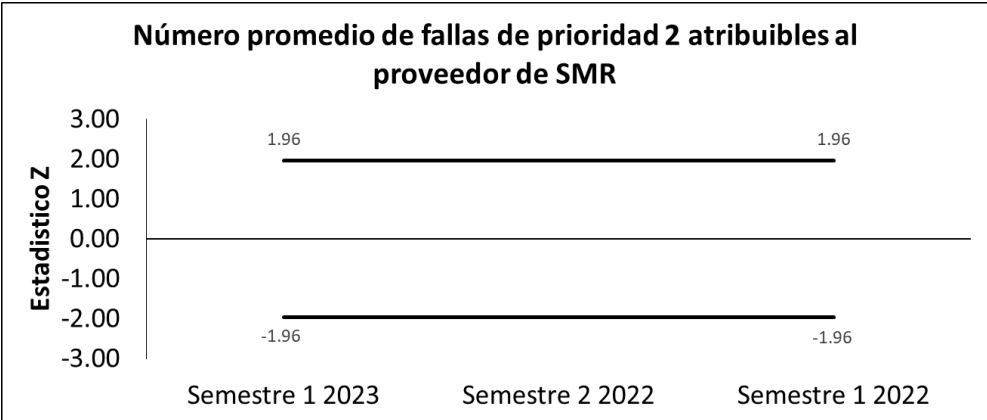 Número promedio de fallas de prioridad 2 atribuibles al
proveedor de SMR
Estadistico Z
3.00
2.00
1.00
0.00
-1.00
-2.00
-3.00
1.96
1.96
-1.96
-1.96
Semestre 1 2023
Semestre 2 2022
Semestre 1 2022